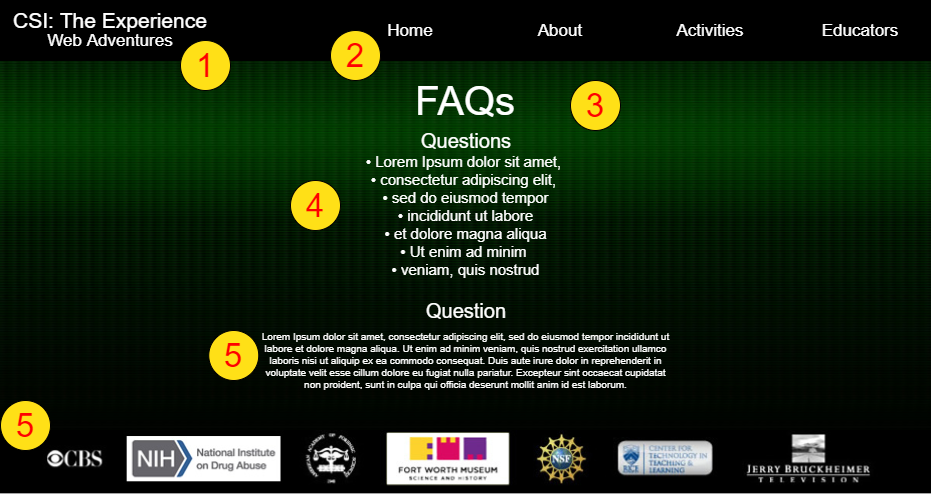 CSI: The Experience
Web Adventures
1
Home
About
Activities
Educators
2
FAQs
3
Questions
• Lorem Ipsum dolor sit amet,
• consectetur adipiscing elit,
• sed do eiusmod tempor
• incididunt ut labore
• et dolore magna aliqua
• Ut enim ad minim
• veniam, quis nostrud
4
Question
Lorem Ipsum dolor sit amet, consectetur adipiscing elit, sed do eiusmod tempor incididunt ut
labore et dolore magna aliqua. Ut enim ad minim veniam, quis nostrud exercitation ullamco
laboris nisi ut aliquip ex ea commodo consequat. Duis aute irure dolor in reprehenderit in
voluptate velit esse cillum dolore eu fugiat nulla pariatur. Excepteur sint occaecat cupidatat
non proident, sunt in culpa qui officia deserunt mollit anim id est laborum.
5
5
CBS
NIH
National Institute
on Drug Abuse
AMERICAN ACADEMY OF FORENSIC SCIENCES
FORT WORTH MUSEUM
SCIENCE AND HISTORY
NSF
RICE
CENTER FOR
TECHNOLOGY IN
TEACHING &
LEARNING
JERRY BRUCKHEIMER
TELEVISION